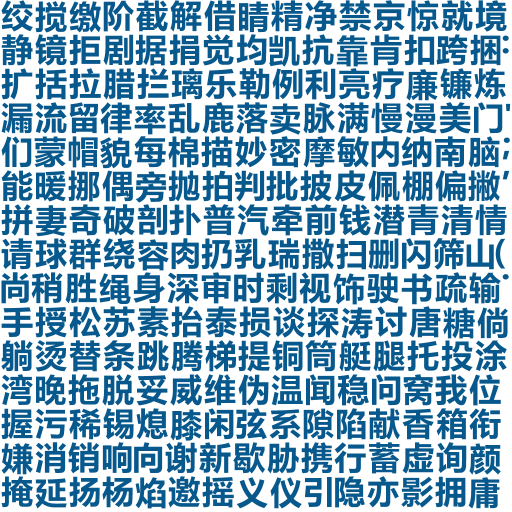 绞搅缴阶截解借睛精净禁京惊就境
静镜拒剧据捐觉均凯抗靠肯扣跨捆·
扩括拉腊拦璃乐勒例利亮疗廉镰炼
漏流留律率乱鹿落卖脉满慢漫美门'
们蒙帽貌每棉描妙密摩敏内纳南脑;
能暖挪偶旁抛拍判批披皮佩棚偏撇’
拼妻奇破剖扑普汽牵前钱潜青清情
请球群绕容肉扔乳瑞撒扫删闪筛山(
尚稍胜绳身深审时剩视饰驶书疏输·
手授松苏素抬泰损谈探涛讨唐糖倘
躺烫替条跳腾梯提铜筒艇腿托投涂
湾晚拖脱妥威维伪温闻稳问窝我位
握污稀锡熄膝闲弦系隙陷献香箱衔
嫌消销响向谢新歇胁携行蓄虚询颜
掩延扬杨焰邀摇义仪引隐亦影拥庸